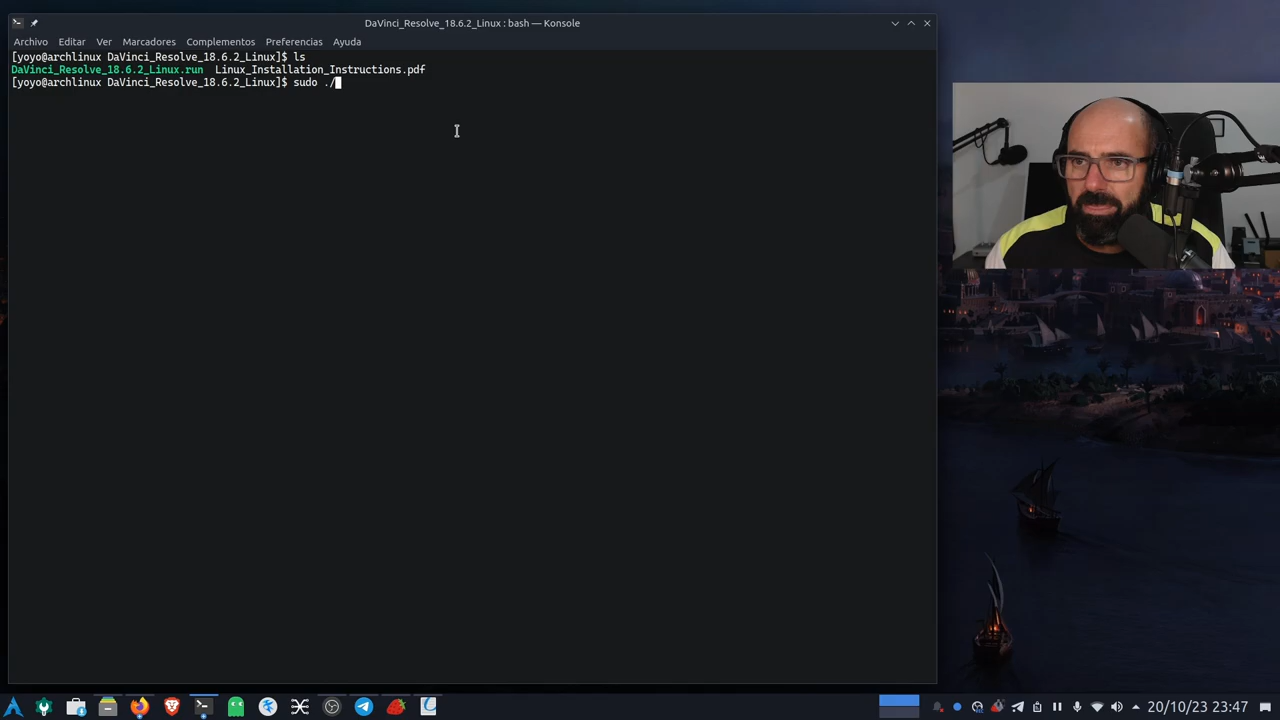 DaVinci_Resolve_18.6.2_Linux : bash — Konsole
Archivo Editar Ver Marcadores Complementos Preferencias Ayuda
[yoyo@archlinux DaVinci_Resolve_18.6.2_Linux]$ ls
DaVinci_Resolve_18.6.2_Linux.run Linux_Installation_Instructions.pdf
[yoyo@archlinux DaVinci_Resolve_18.6.2_Linux]$ sudo ./
20/10/23 23:47